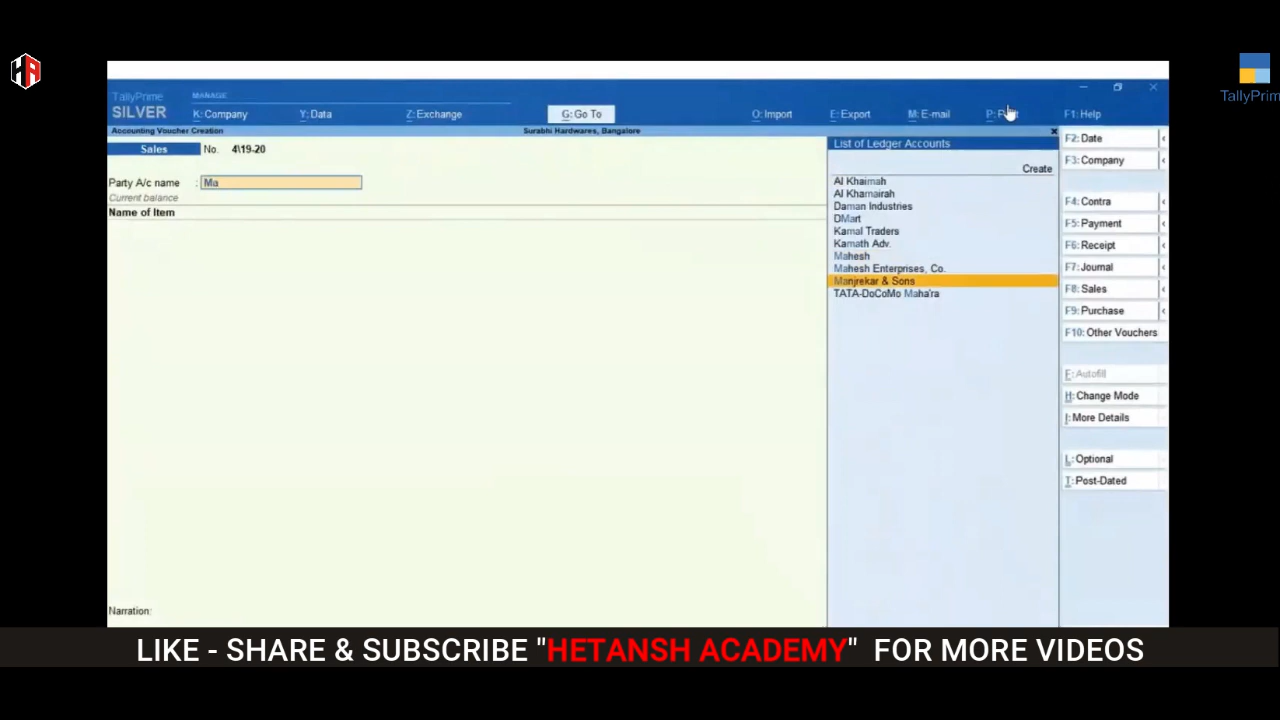 HA
TallyPrime
MANAGE
SILVER
K: Company
Y: Data
Z: Exchange
G: Go To
O: Import
E: Export
M: E-mail
F1: Help
TallyPrim
Accounting Voucher Creation
Surabhi Hardwares, Bangalore
Sales
No. 4\19-20
Party A/c name : Ma
Current balance
Name of Item
List of Ledger Accounts
Create
Al Khaimah
Al Khamairah
Daman Industries
DMart
Kamal Traders
Kamath Adv.
Mahesh
Mahesh Enterprises, Co.
Manjrekar & Sons
TATA-DoCoMo Maha'ra
F2: Date
F3: Company
F4: Contra
F5: Payment
F6: Receipt
F7: Journal
F8: Sales
F9: Purchase
F10: Other Vouchers
E: Autofill
H: Change Mode
I: More Details
L: Optional
T: Post-Dated
Narration:
LIKE - SHARE & SUBSCRIBE "HETANSH ACADEMY" FOR MORE VIDEOS